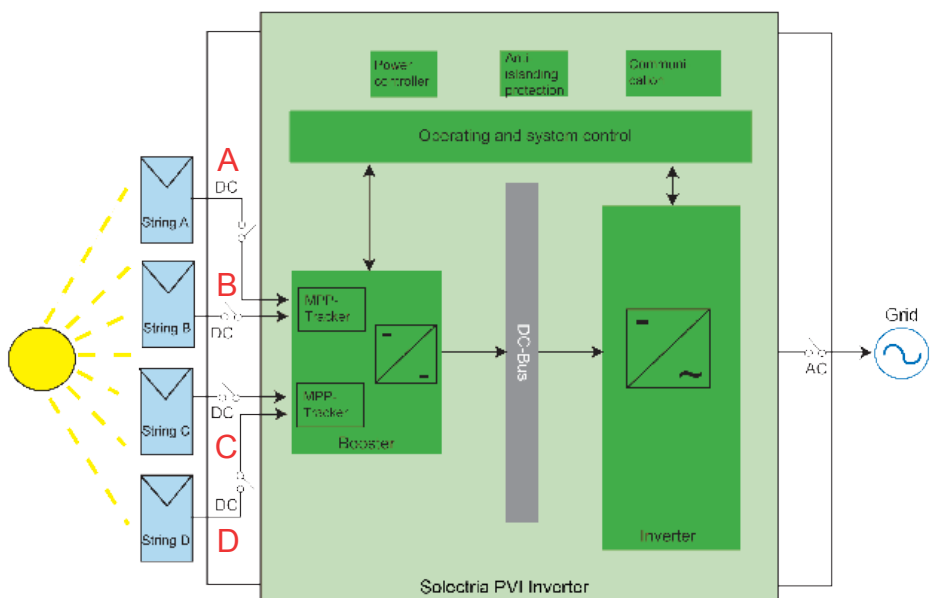 Power
controller
Anti
islanding
protection
Communi
cation
Operating and system control
A
DC
String A
B
DC
String B
MPP-
Tracker
DC-Bus
Grid
AC
MPP-
Tracker
Booster
DC
String C
C
DC
String D
D
Inverter
Solectria PVI Inverter